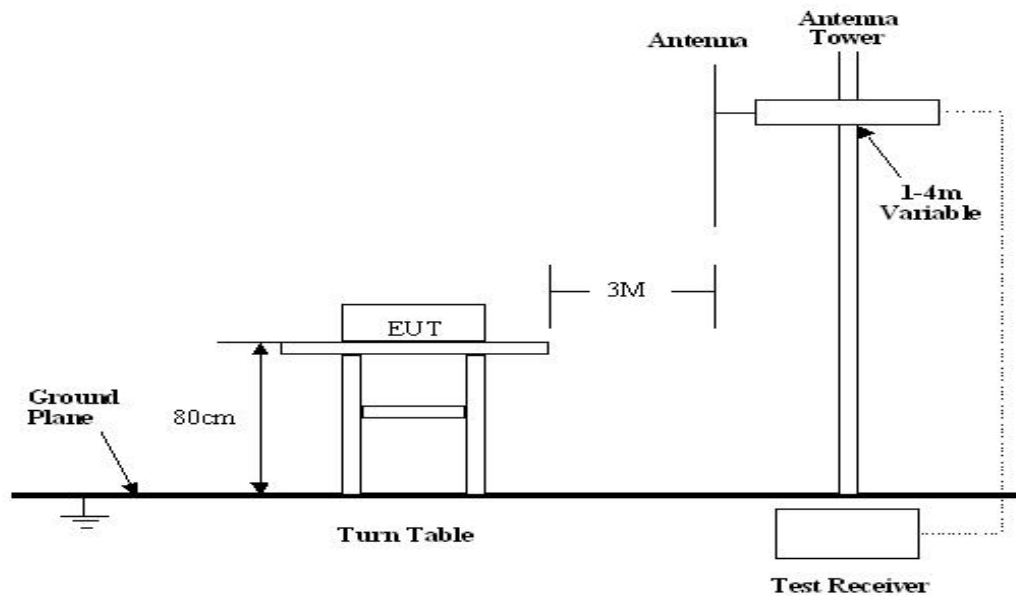 Antenna
Tower
Antenna
1-4m
Variable
3M
EUT
Ground
Plane
80cm
Turn Table
Test Receiver